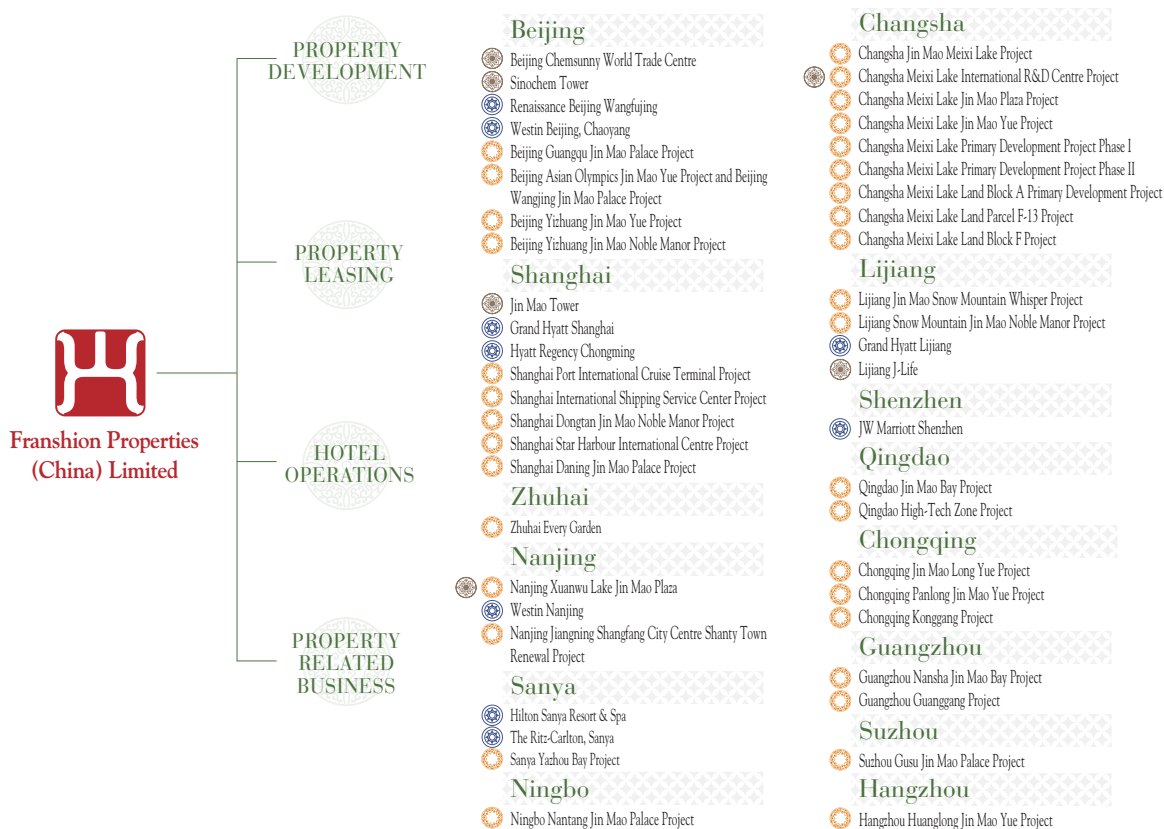 Franshion Properties
(China) Limited
PROPERTY
DEVELOPMENT
PROPERTY
LEASING
HOTEL
OPERATIONS
PROPERTY
RELATED
BUSINESS
Beijing
Beijing Chemsunny World Trade Centre
Sinochem Tower
Renaissance Beijing Wangfujing
Westin Beijing, Chaoyang
Beijing Guangqu Jin Mao Palace Project
Beijing Asian Olympics Jin Mao Yue Project and Beijing
Wangjing Jin Mao Palace Project
Beijing Yizhuang Jin Mao Yue Project
Beijing Yizhuang Jin Mao Noble Manor Project
Shanghai
Jin Mao Tower
Grand Hyatt Shanghai
Hyatt Regency Chongming
Shanghai Port International Cruise Terminal Project
Shanghai International Shipping Service Center Project
Shanghai Dongtan Jin Mao Noble Manor Project
Shanghai Star Harbour International Centre Project
Shanghai Daning Jin Mao Palace Project
Zhuhai
Zhuhai Every Garden
Nanjing
Nanjing Xuanwu Lake Jin Mao Plaza
Westin Nanjing
Nanjing Jiangning Shangfang City Centre Shanty Town
Renewal Project
Sanya
Hilton Sanya Resort & Spa
The Ritz-Carlton, Sanya
Sanya Yazhou Bay Project
Ningbo
Ningbo Nantang Jin Mao Palace Project
Changsha
Changsha Jin Mao Meixi Lake Project
Changsha Meixi Lake International R&D Centre Project
Changsha Meixi Lake Jin Mao Plaza Project
Changsha Meixi Lake Jin Mao Yue Project
Changsha Meixi Lake Primary Development Project Phase I
Changsha Meixi Lake Primary Development Project Phase II
Changsha Meixi Lake Land Block A Primary Development Project
Changsha Meixi Lake Land Parcel F-13 Project
Changsha Meixi Lake Land Block F Project
Lijiang
Lijiang Jin Mao Snow Mountain Whisper Project
Lijiang Snow Mountain Jin Mao Noble Manor Project
Grand Hyatt Lijiang
Lijiang J-Life
Shenzhen
JW Marriott Shenzhen
Qingdao
Qingdao Jin Mao Bay Project
Qingdao High-Tech Zone Project
Chongqing
Chongqing Jin Mao Long Yue Project
Chongqing Panlong Jin Mao Yue Project
Chongqing Konggang Project
Guangzhou
Guangzhou Nansha Jin Mao Bay Project
Guangzhou Guanggang Project
Suzhou
Suzhou Gusu Jin Mao Palace Project
Hangzhou
Hangzhou Huanglong Jin Mao Yue Project